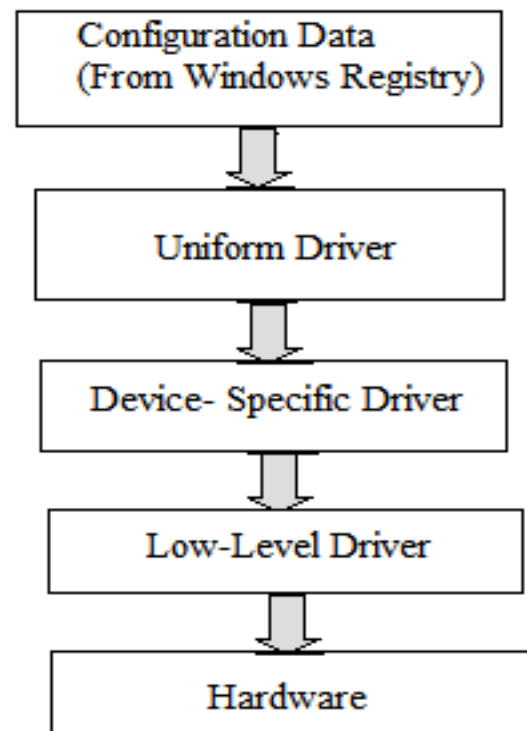 Configuration Data
(From Windows Registry)
Uniform Driver
Device- Specific Driver
Low-Level Driver
Hardware